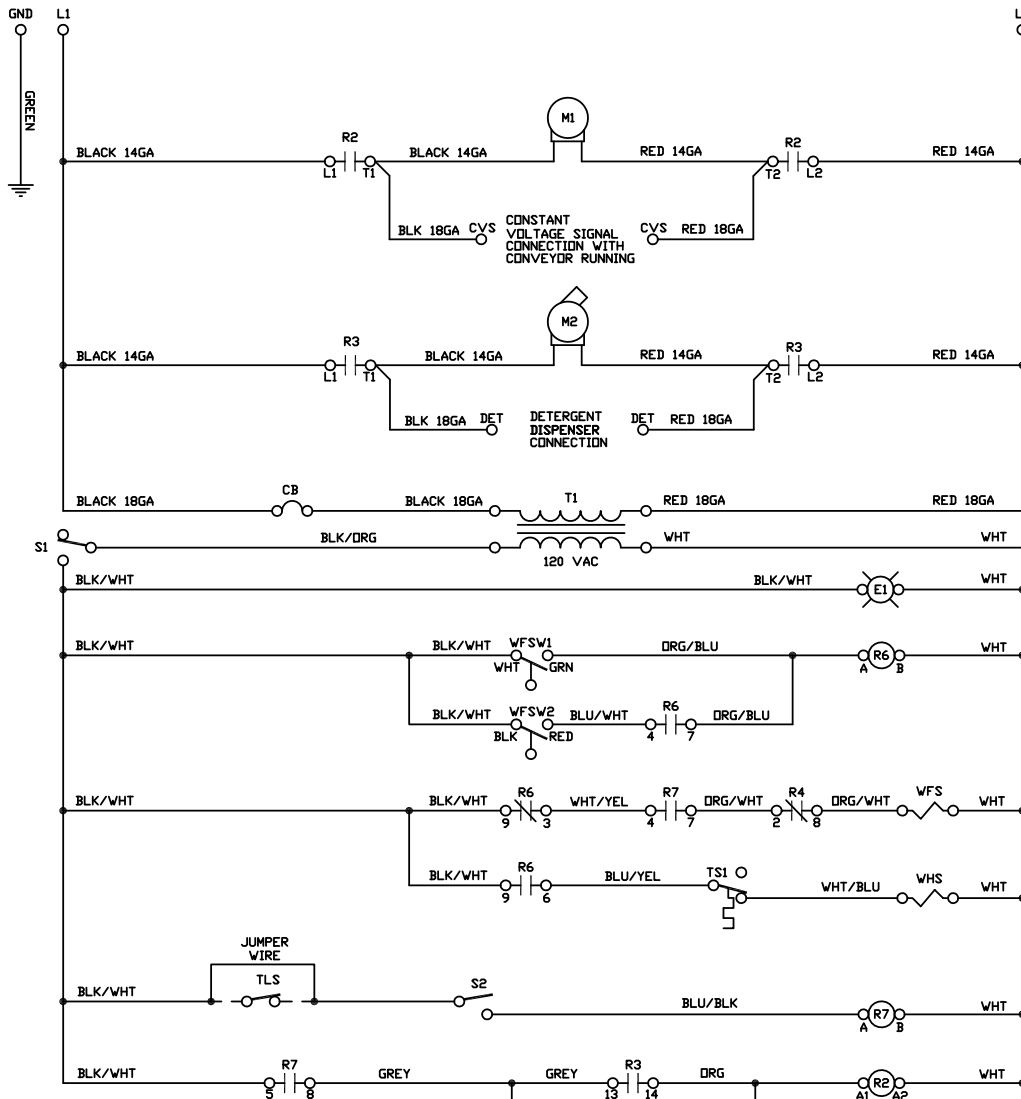 GND L1 L
GREEN
R2 M1 R2
BLACK 14GA BLACK 14GA RED 14GA RED 14GA
L1 T1 T2 L2
BLK 18GA CVS CONSTANT CVS RED 18GA
VOLTAGE SIGNAL
CONNECTION WITH
CONVEYOR RUNNING
R3 M2 R3
BLACK 14GA BLACK 14GA RED 14GA RED 14GA
L1 T1 T2 L2
BLK 18GA DET DETERGENT DET RED 18GA
DISPENSER
CONNECTION
CB T1
BLACK 18GA BLACK 18GA RED 18GA RED 18GA
S1 BLK/ORG WHT WHT
120 VAC
BLK/WHT BLK/WHT E1 WHT
BLK/WHT BLK/WHT WFSW1 ORG/BLU R6 WHT
WHT GRN A B
BLK/WHT WFSW2 BLU/WHT R6 ORG/BLU
BLK RED 4 7
BLK/WHT BLK/WHT R6 WHT/YEL R7 ORG/WHT R4 ORG/WHT WFS WHT
9 3 4 7 2 8
BLK/WHT R6 BLU/YEL TS1 WHT/BLU WHS WHT
9 6
JUMPER
WIRE
BLK/WHT TLS S2 BLU/BLK R7 WHT
A B
BLK/WHT R7 GREY GREY R3 ORG R2 WHT
5 8 13 14 A1 A2